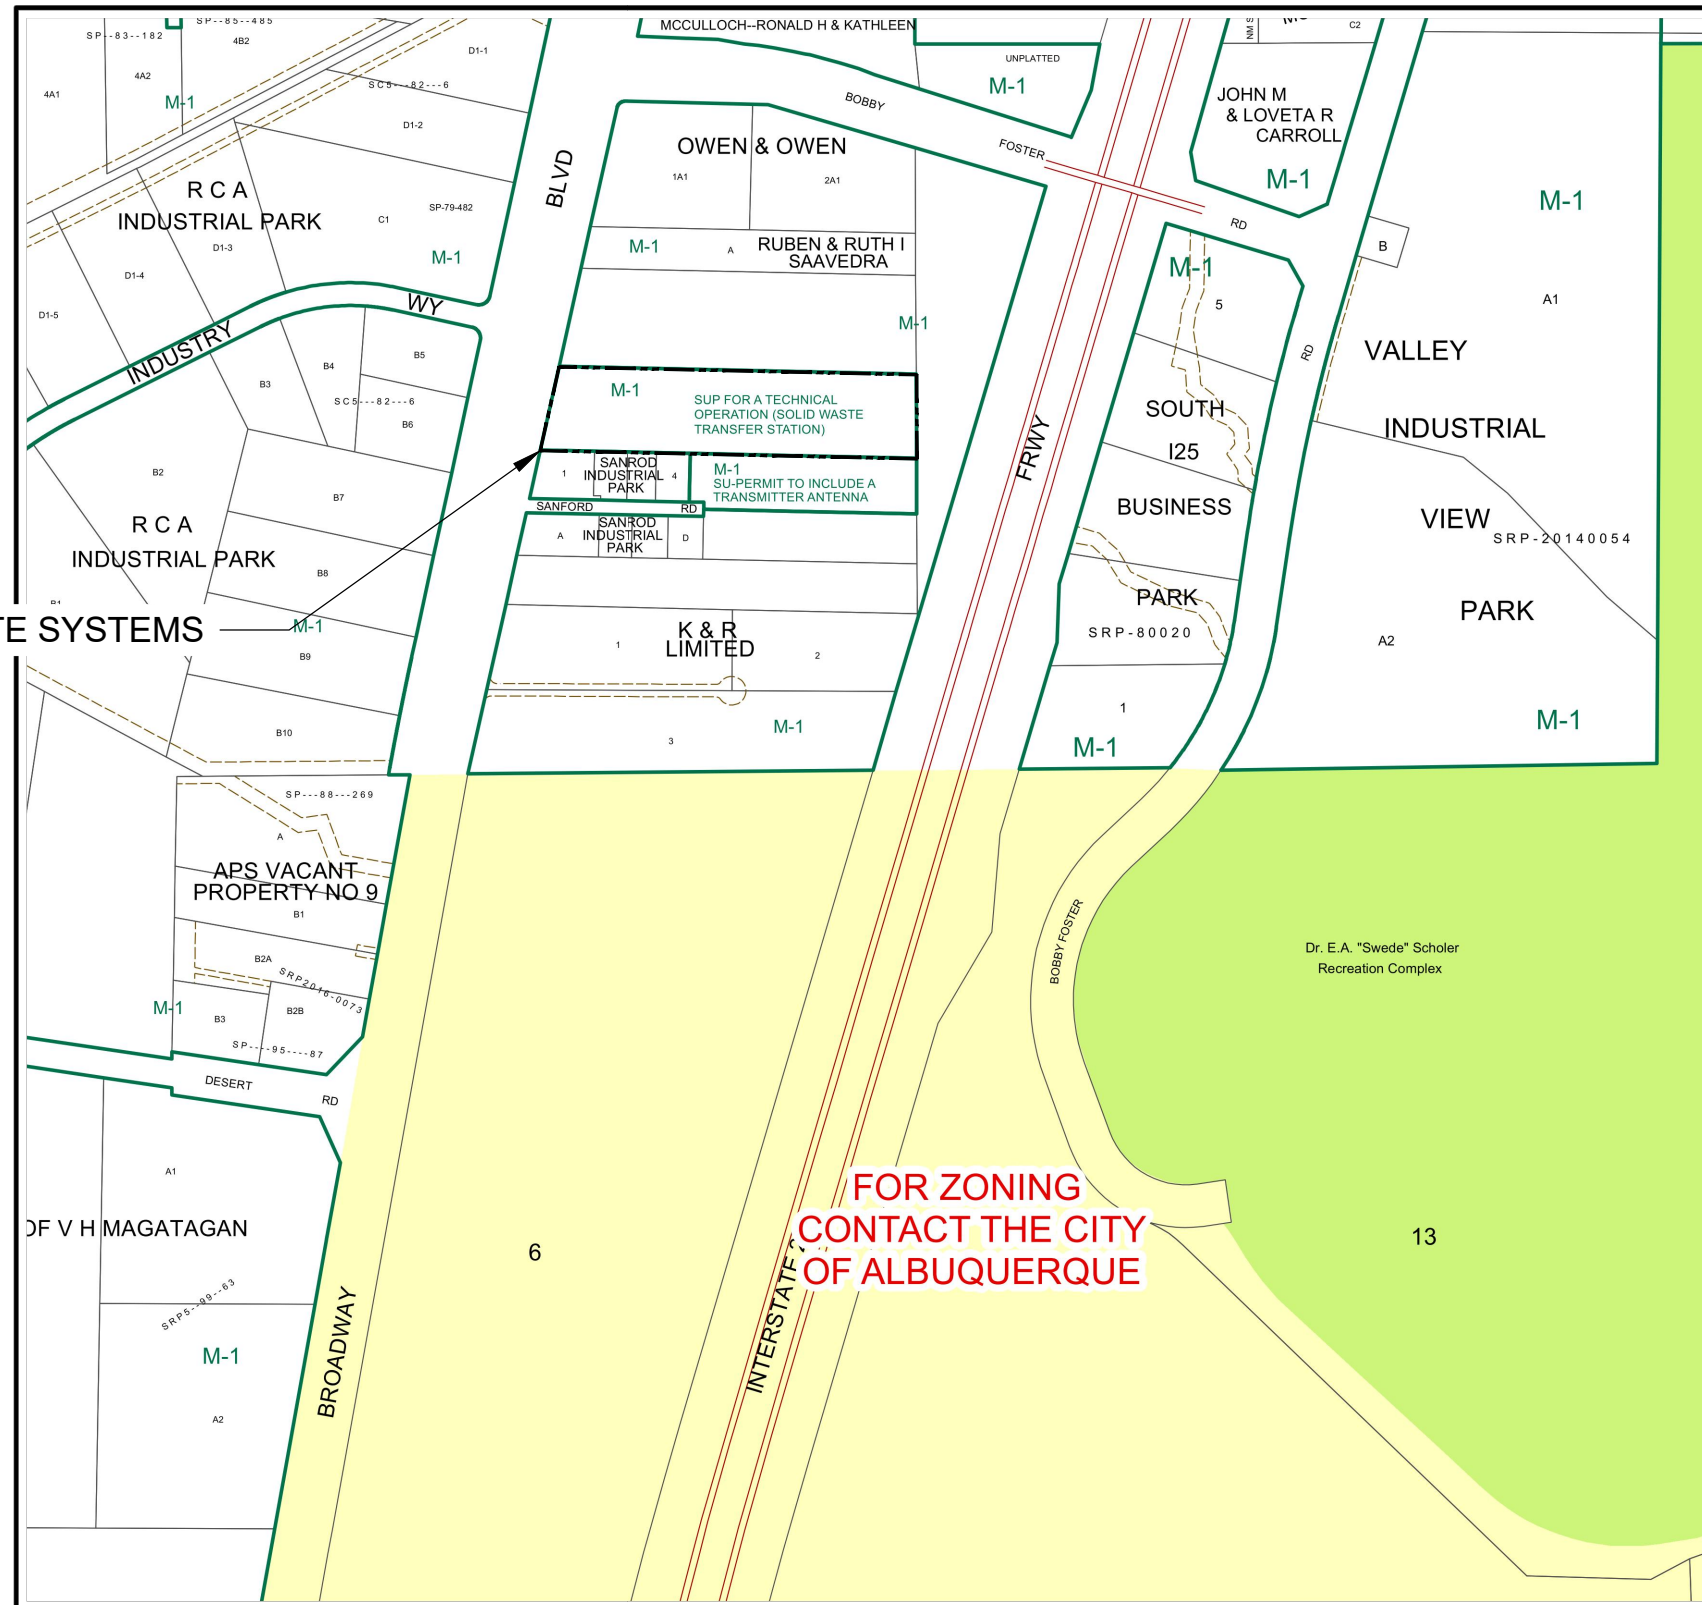 SP--83--182
SP--85--485
4B2
4A1
4A2
M-1
D1-1
SC5---82---6
D1-2
R C A
INDUSTRIAL PARK
C1
SP-79-482
M-1
D1-3
D1-4
D1-5
INDUSTRY
WY
BLVD
B5
B4
B3
SC5---82---6
B6
B2
B7
R C A
INDUSTRIAL PARK
B8
TE SYSTEMS
M-1
B9
B10
MCCULLOCH--RONALD H & KATHLEEN
UNPLATTED
M-1
BOBBY
FOSTER
RD
OWEN & OWEN
1A1
2A1
M-1
A
RUBEN & RUTH I
SAAVEDRA
M-1
M-1
SUP FOR A TECHNICAL
OPERATION (SOLID WASTE
TRANSFER STATION)
1
SANROD
INDUSTRIAL
PARK
4
M-1
SU-PERMIT TO INCLUDE A
TRANSMITTER ANTENNA
SANFORD
RD
A
SANROD
INDUSTRIAL
PARK
D
K & R
LIMITED
1
2
3
M-1
FRWY
NM S
C2
JOHN M
& LOVETA R
CARROLL
M-1
M-1
B
A1
M-1
5
RD
VALLEY
INDUSTRIAL
VIEW
PARK
SRP-20140054
A2
M-1
SOUTH
I25
BUSINESS
PARK
SRP-80020
1
M-1
SP---88---269
A
APS VACANT
PROPERTY NO 9
B1
B2A
SRP2016-0073
B2B
B3
M-1
SP----95----87
DESERT
RD
A1
OF V H MAGATAGAN
SRP5--99--63
M-1
A2
BROADWAY
6
INTERSTATE
FOR ZONING
CONTACT THE CITY
OF ALBUQUERQUE
BOBBY FOSTER
Dr. E.A. "Swede" Scholer
Recreation Complex
13